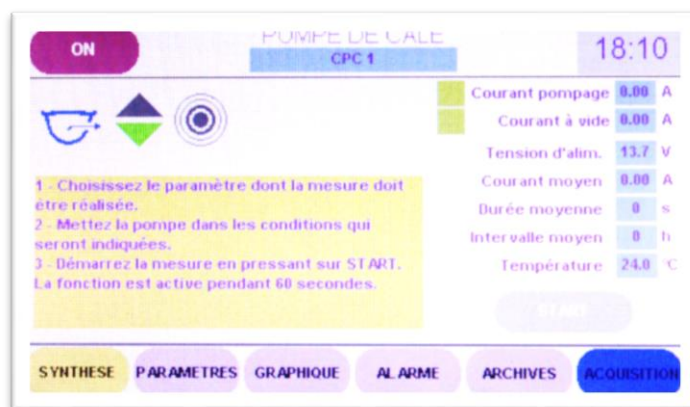 POMPE DE CALE
ON
CPC 1
18:10
Courant pompage 0.00 A
Courant à vide 0.00 A
Tension d'alim. 13.7 V
Courant moyen 0.00 A
Durée moyenne 0 s
Intervalle moyen 0 h
Température 24.0 °C
1 - Choisissez le paramètre dont la mesure doit
être réalisée.
2 - Mettez la pompe dans les conditions qui
seront indiquées.
3 - Démarrez la mesure en pressant sur START.
La fonction est active pendant 60 secondes.
START
SYNTHESE PARAMETRES GRAPHIQUE ALARME ARCHIVES ACQUISITION